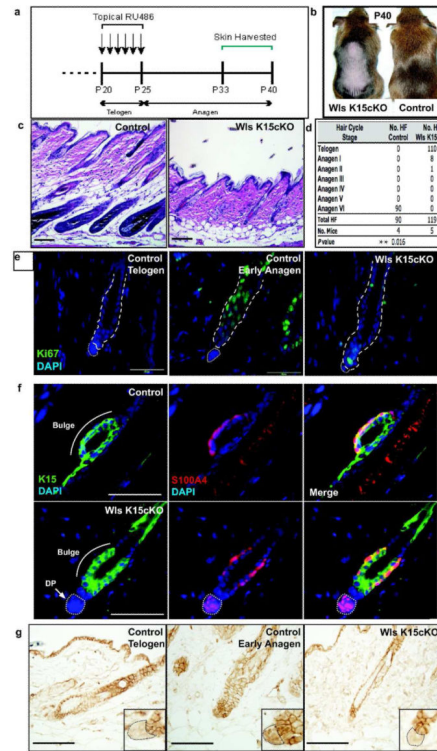 a
Topical RU486
Skin Harvested
P20
P25
P33
P40
Telogen
Anagen
b
P40
Wls K15cKO
Control
c
Control
Wls K15cKO
d
Hair Cycle Stage
No. HF Control
No. H
Wls K15
Telogen 0 110
Anagen I 0 8
Anagen II 0 1
Anagen III 0 0
Anagen IV 0 0
Anagen V 0 0
Anagen VI 90 0
Total HF 90 119
No. Mice 4 5
P value ** 0.016
e
Control
Telogen
Control
Early Anagen
Wls K15cKO
Ki67
DAPI
f
Control
Bulge
K15
DAPI
S100A4
DAPI
Merge
Wls K15cKO
Bulge
DP
g
Control
Telogen
Control
Early Anagen
Wls K15cKO